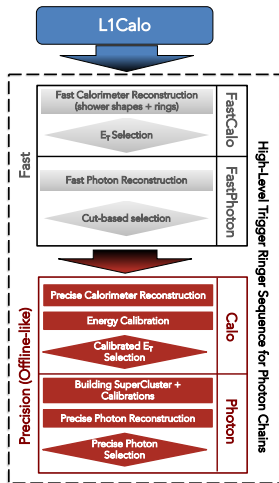 L1Calo
Fast
Fast Calorimeter Reconstruction
(shower shapes + rings)
E_T Selection
FastCalo
Fast Photon Reconstruction
Cut-based selection
FastPhoton
High-Level Trigger Ringer Sequence for Photon Chains
Precision (Offline-like)
Precise Calorimeter Reconstruction
Energy Calibration
Calibrated E_T
Selection
Calo
Building SuperCluster +
Calibrations
Precise Photon Reconstruction
Precise Photon
Selection
Photon